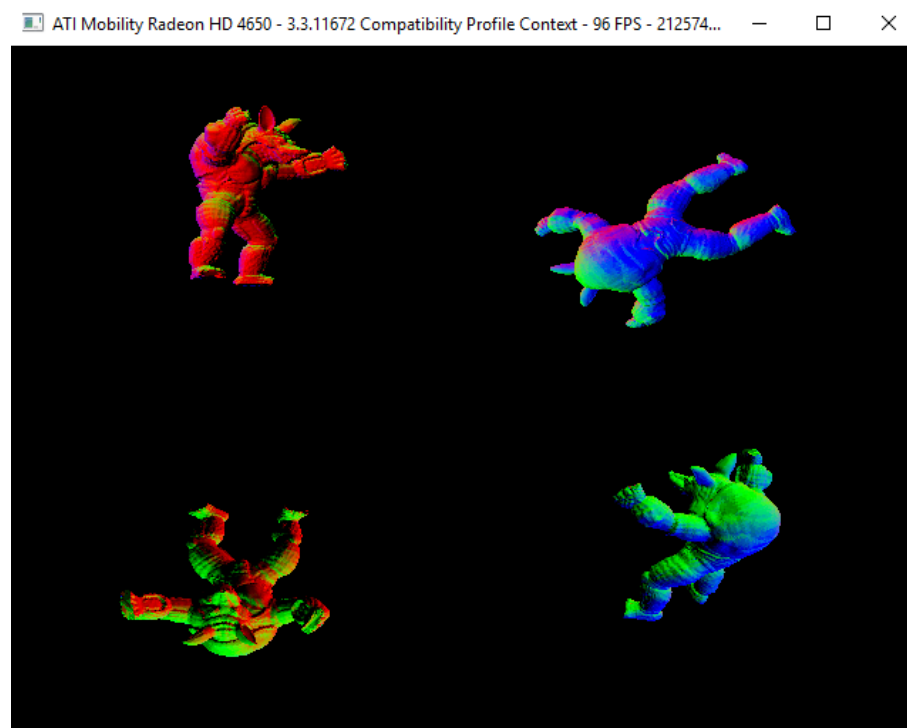 ATI Mobility Radeon HD 4650 - 3.3.11672 Compatibility Profile Context - 96 FPS - 212574...